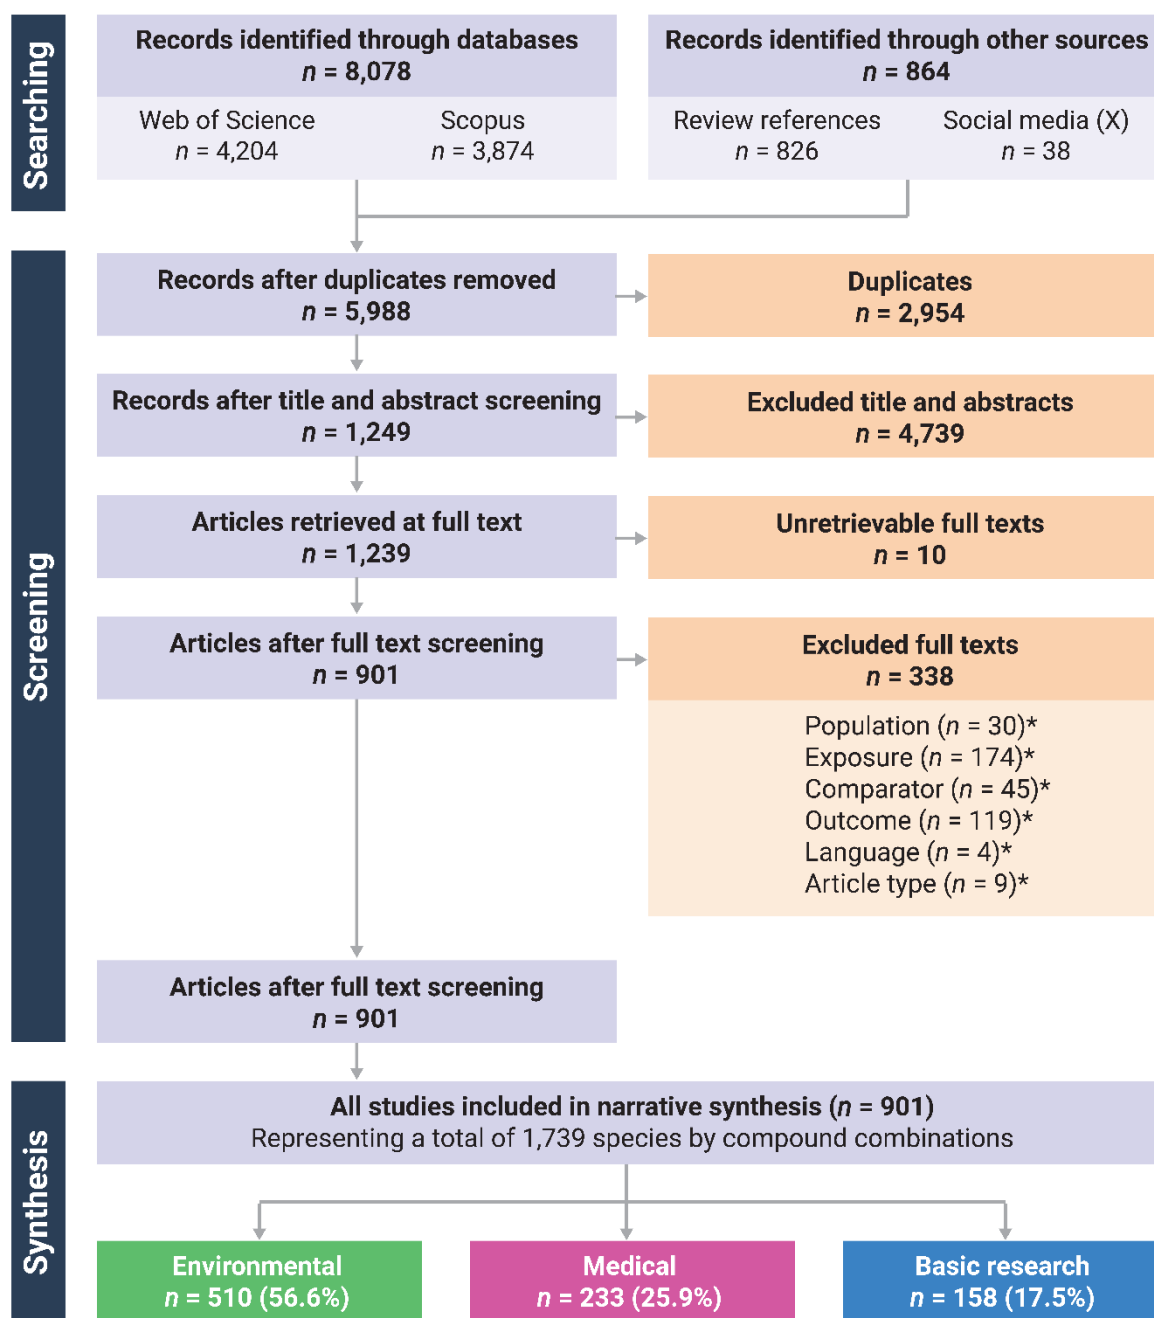 Searching
Records identified through databases
n = 8,078
Web of Science
n = 4,204
Scopus
n = 3,874
Records identified through other sources
n = 864
Review references
n = 826
Social media (X)
n = 38
Screening
Records after duplicates removed
n = 5,988
Duplicates
n = 2,954
Records after title and abstract screening
n = 1,249
Excluded title and abstracts
n = 4,739
Articles retrieved at full text
n = 1,239
Unretrievable full texts
n = 10
Articles after full text screening
n = 901
Excluded full texts
n = 338
Population (n = 30)*
Exposure (n = 174)*
Comparator (n = 45)*
Outcome (n = 119)*
Language (n = 4)*
Article type (n = 9)*
Articles after full text screening
n = 901
Synthesis
All studies included in narrative synthesis (n = 901)
Representing a total of 1,739 species by compound combinations
Environmental
n = 510 (56.6%)
Medical
n = 233 (25.9%)
Basic research
n = 158 (17.5%)